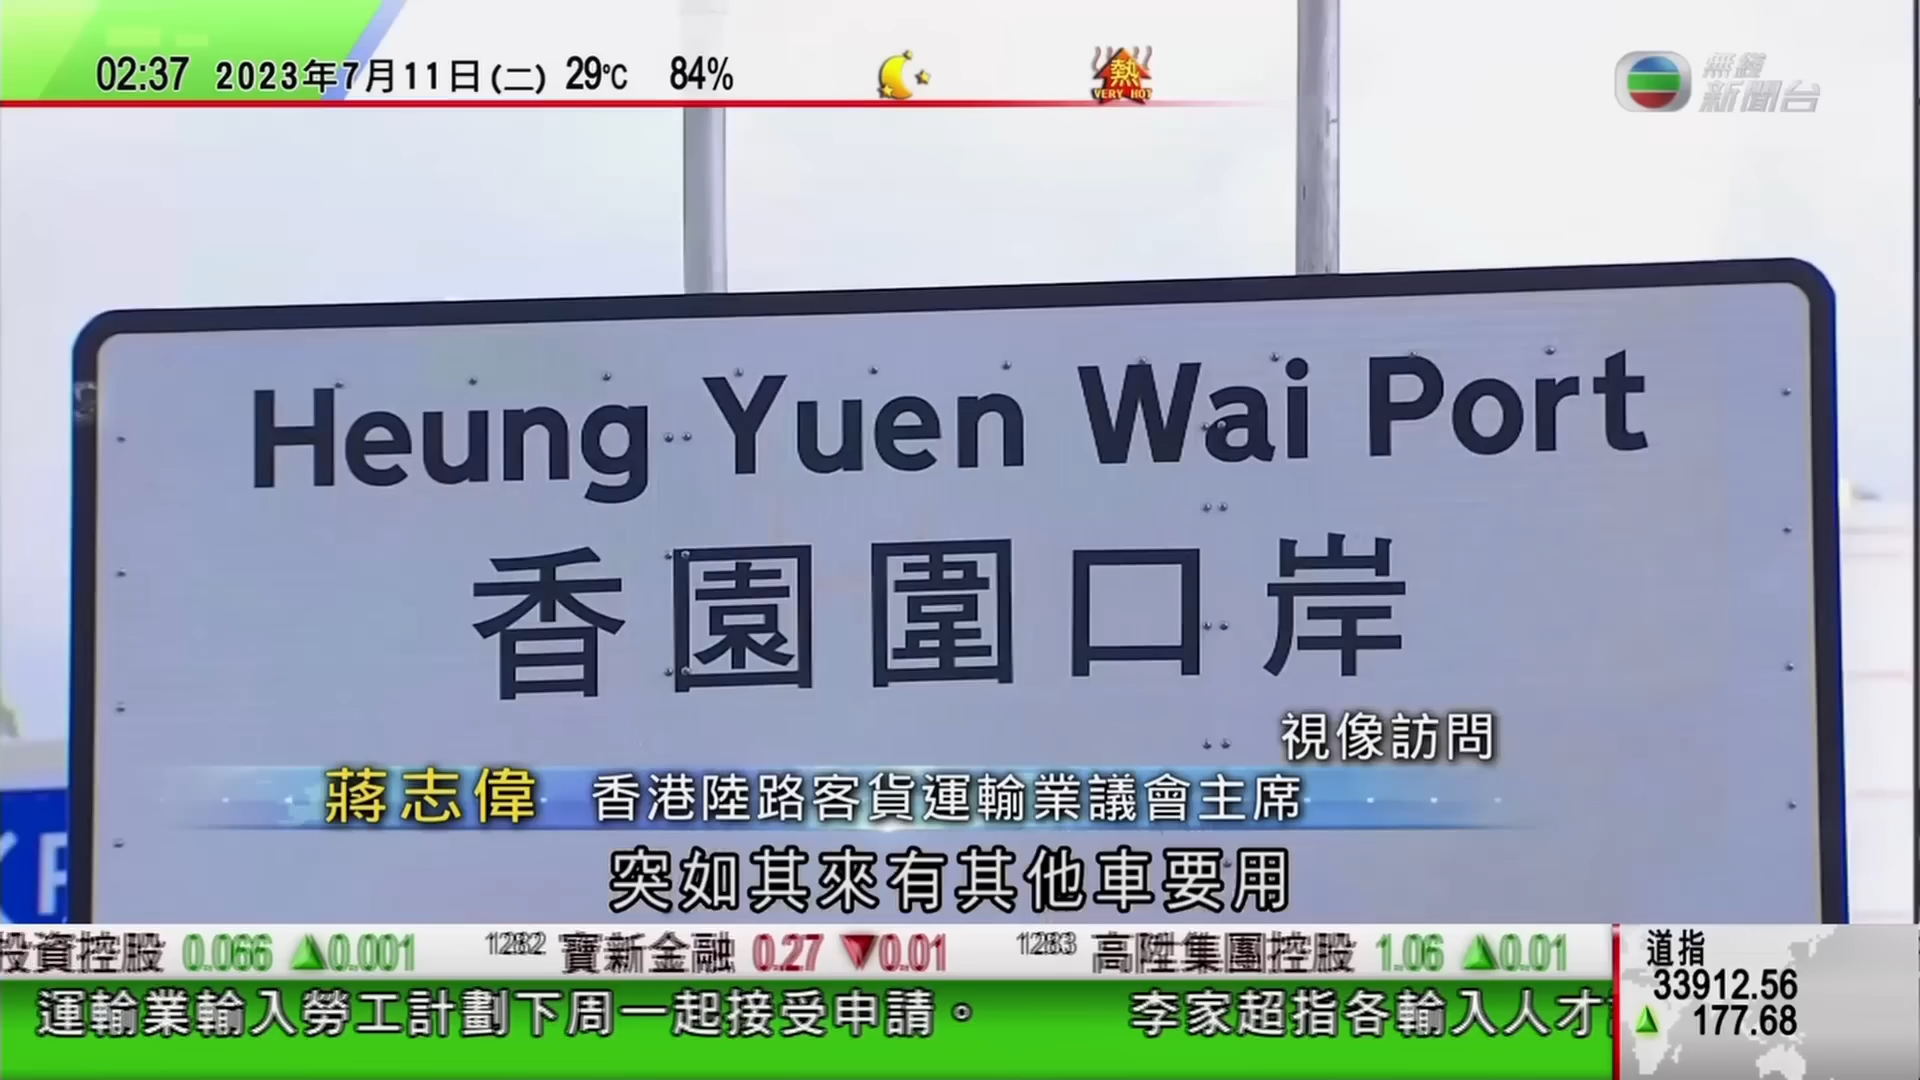 02:37 2023年7月11日(二) 29℃ 84%
熱
VERY HOT
無綫
新聞台
Heung Yuen Wai Port
香園圍口岸
視像訪問
蔣志偉 香港陸路客貨運輸業議會主席
突如其來有其他車要用
投資控股 0.066 ▲0.001 1282 寶新金融 0.27 ▼0.01 1283 高陞集團控股 1.06 ▲0.01
道指
33912.56
▲ 177.68
運輸業輸入勞工計劃下周一起接受申請。 李家超指各輸入人才